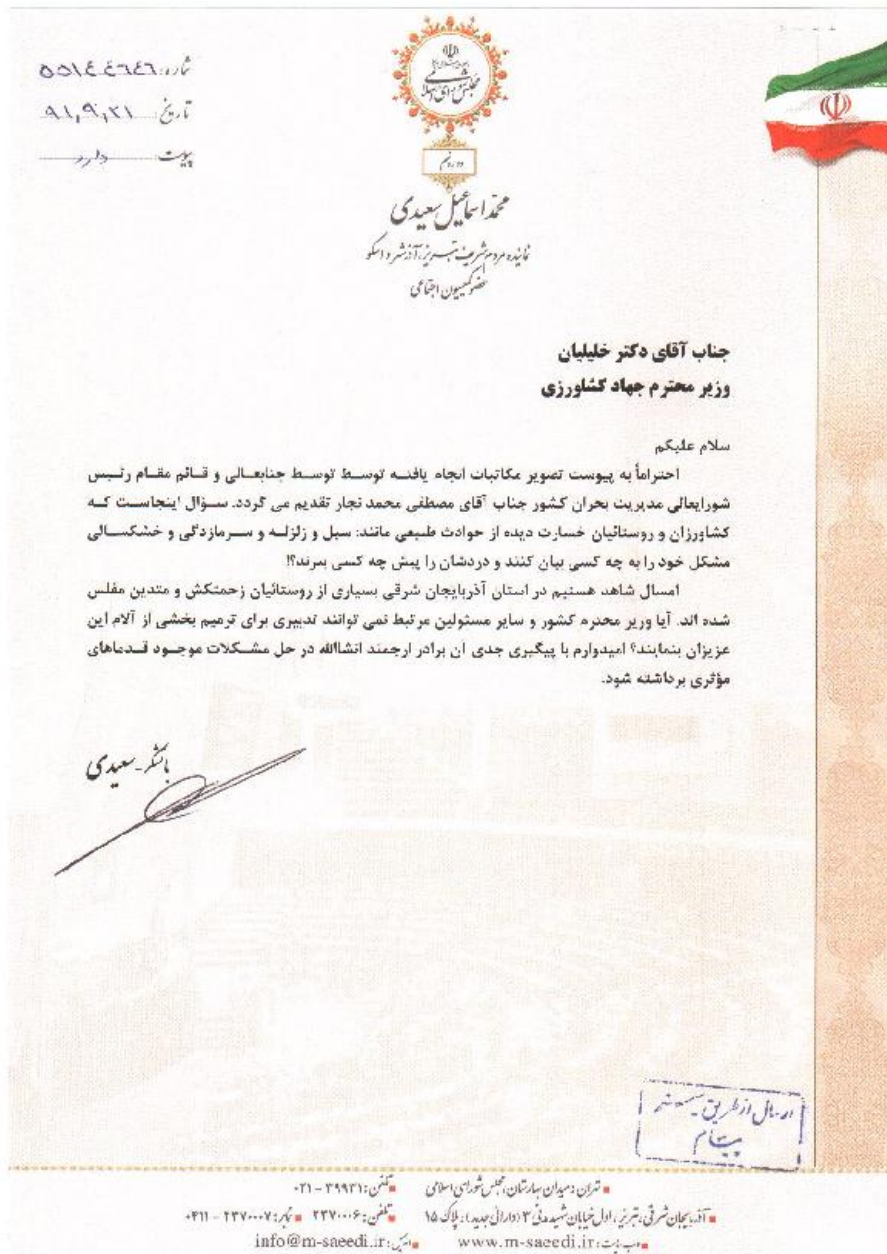 شماره: ۵۵۱٤٤٦٤٦
تاریخ: ۹۱٫۹٫۲۱
پیوست: دارد
مجلس شورای اسلامی
دوره نهم
محمد اسماعیل سعیدی
نماینده مردم شریف تبریز، آذرشهر و اسکو
عضو کمیسیون اجتماعی
جناب آقای دکتر خلیلیان
وزیر محترم جهاد کشاورزی
سلام علیکم
احتراماً به پیوست تصویر مکاتبات انجام یافته توسط توسط جنابعالی و قائم مقام رئیس
شورایعالی مدیریت بحران کشور جناب آقای مصطفی محمد نجار تقدیم می گردد. سؤال اینجاست که
کشاورزان و روستائیان خسارت دیده از حوادث طبیعی مانند: سیل و زلزله و سرمازدگی و خشکسالی
مشکل خود را به چه کسی بیان کنند و دردشان را پیش چه کسی ببرند؟!
امسال شاهد هستیم در استان آذربایجان شرقی بسیاری از روستائیان زحمتکش و متدین مفلس
شده اند. آیا وزیر محترم کشور و سایر مسئولین مرتبط نمی توانند تدبیری برای ترمیم بخشی از آلام این
عزیزان بنمایند؟ امیدوارم با پیگیری جدی آن برادر ارجمند انشاالله در حل مشکلات موجود قدمهای
مؤثری برداشته شود.
باتشکر-سعیدی
ارسال از طریق سیستم
پیام
تهران: میدان بهارستان، مجلس شورای اسلامی تلفن: ۳۹۹۳۱ - ۰۲۱
آذربایجان شرقی، تبریز، اول خیابان شهید مدنی ۳ (دارائی جدید)، پلاک ۱۵ تلفن: ۲۳۷۰۰۰۶ نمابر: ۲۳۷۰۰۰۷ - ۰۴۱۱
وب سایت: www.m-saeedi.ir ایمیل: info@m-saeedi.ir